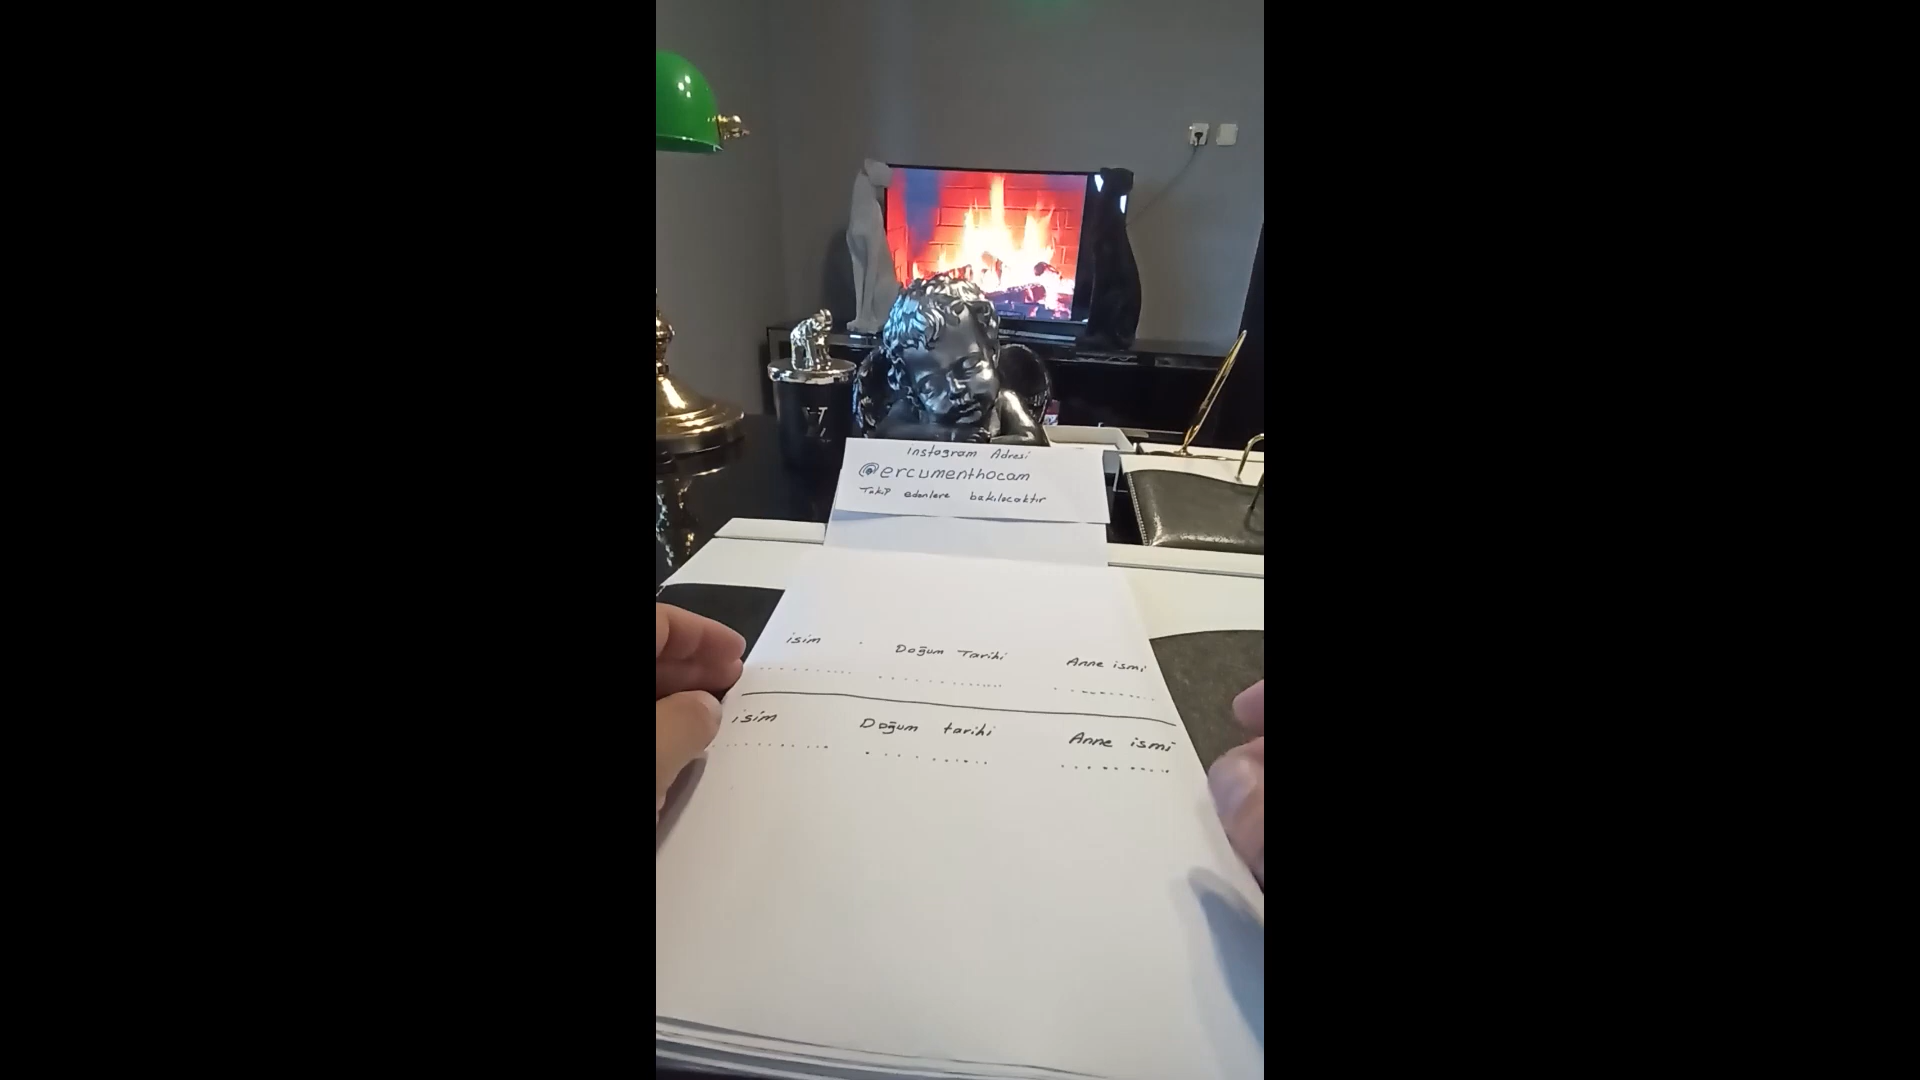 instagram Adresi
@ercumenthocam
Takip edenlere bakılacaktır
isim Doğum Tarihi Anne ismi
isim Doğum tarihi Anne ismi